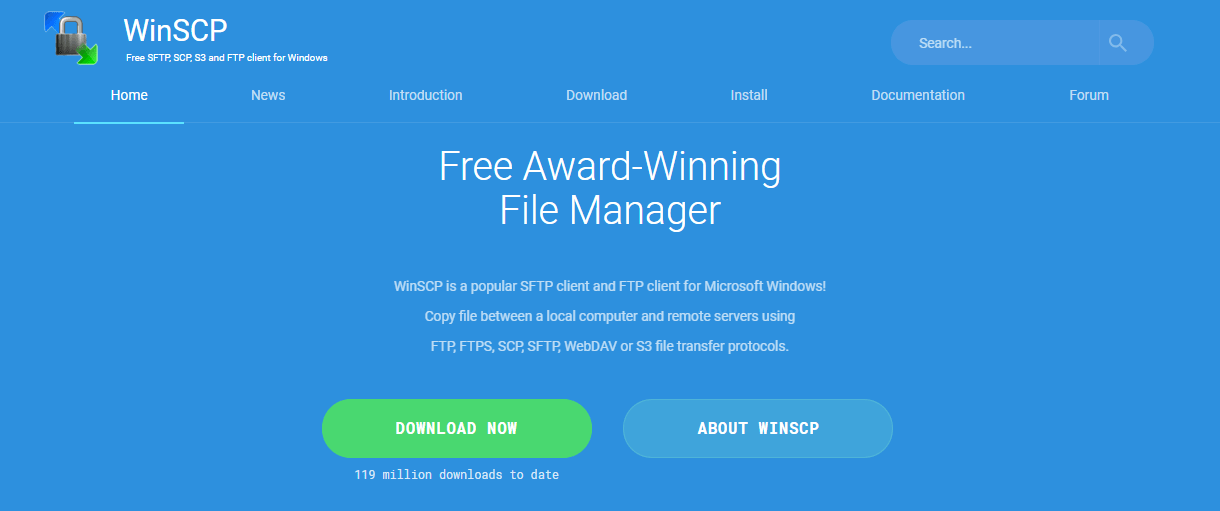 WinSCP
Free SFTP, SCP, S3 and FTP client for Windows
Search...
Home News Introduction Download Install Documentation Forum
Free Award-Winning
File Manager
WinSCP is a popular SFTP client and FTP client for Microsoft Windows!
Copy file between a local computer and remote servers using
FTP, FTPS, SCP, SFTP, WebDAV or S3 file transfer protocols.
DOWNLOAD NOW ABOUT WINSCP
119 million downloads to date